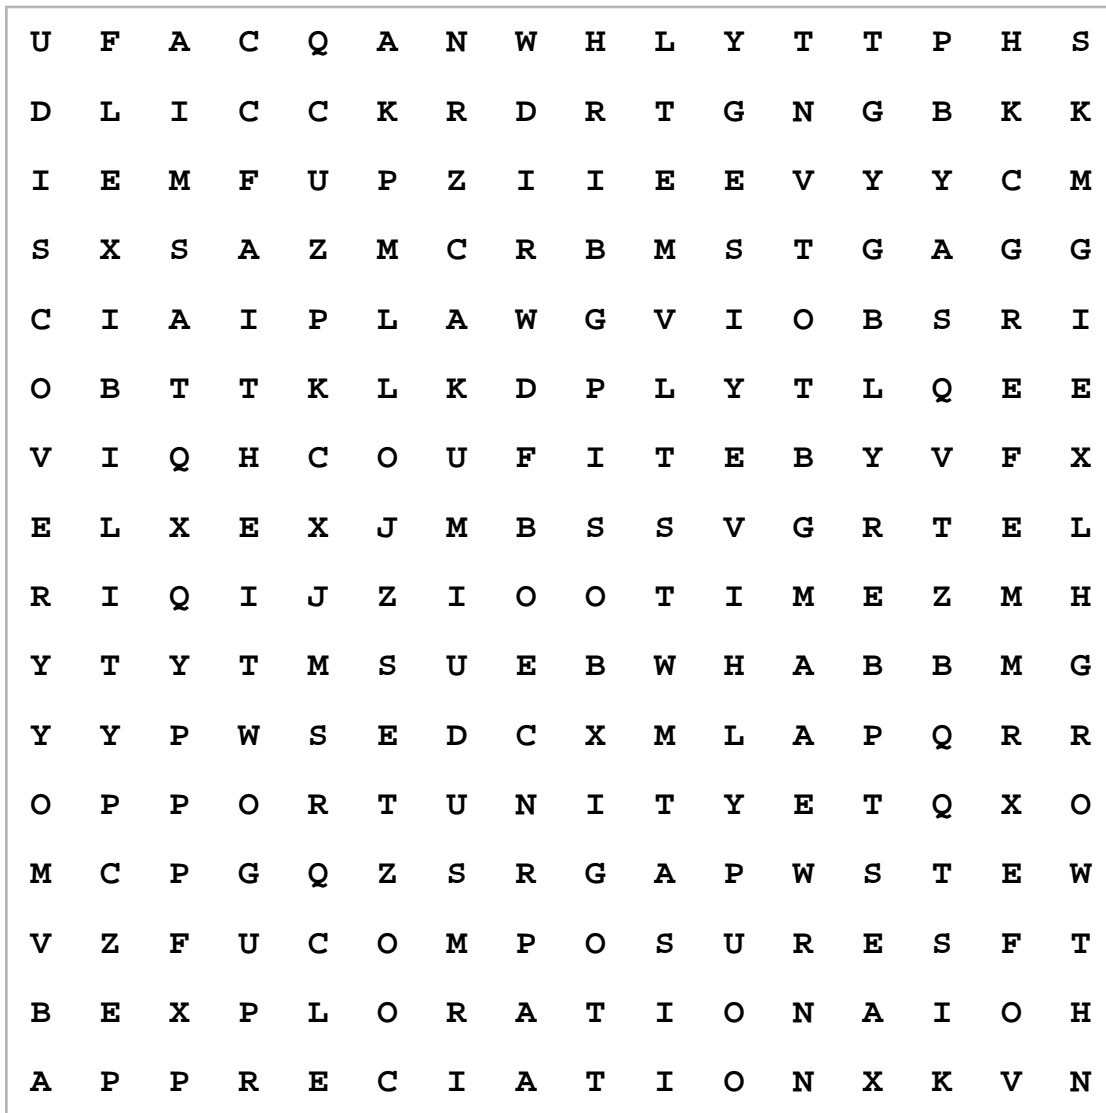 U F A C Q A N W H L Y T T P H S
D L I C C K R D R T G N G B K K
I E M F U P Z I I E E V Y Y C M
S X S A Z M C R B M S T G A G G
C I A I P L A W G V I O B S R I
O B T T K L K D P L Y T L Q E E
V I Q H C O U F I T E B Y V F X
E L X E X J M B S S V G R T E L
R I Q I J Z I O O T I M E Z M H
Y T Y T M S U E B W H A B B M G
Y Y P W S E D C X M L A P Q R R
O P P O R T U N I T Y E T Q X O
M C P G Q Z S R G A P W S T E W
V Z F U C O M P O S U R E S F T
B E X P L O R A T I O N A I O H
A P P R E C I A T I O N X K V N